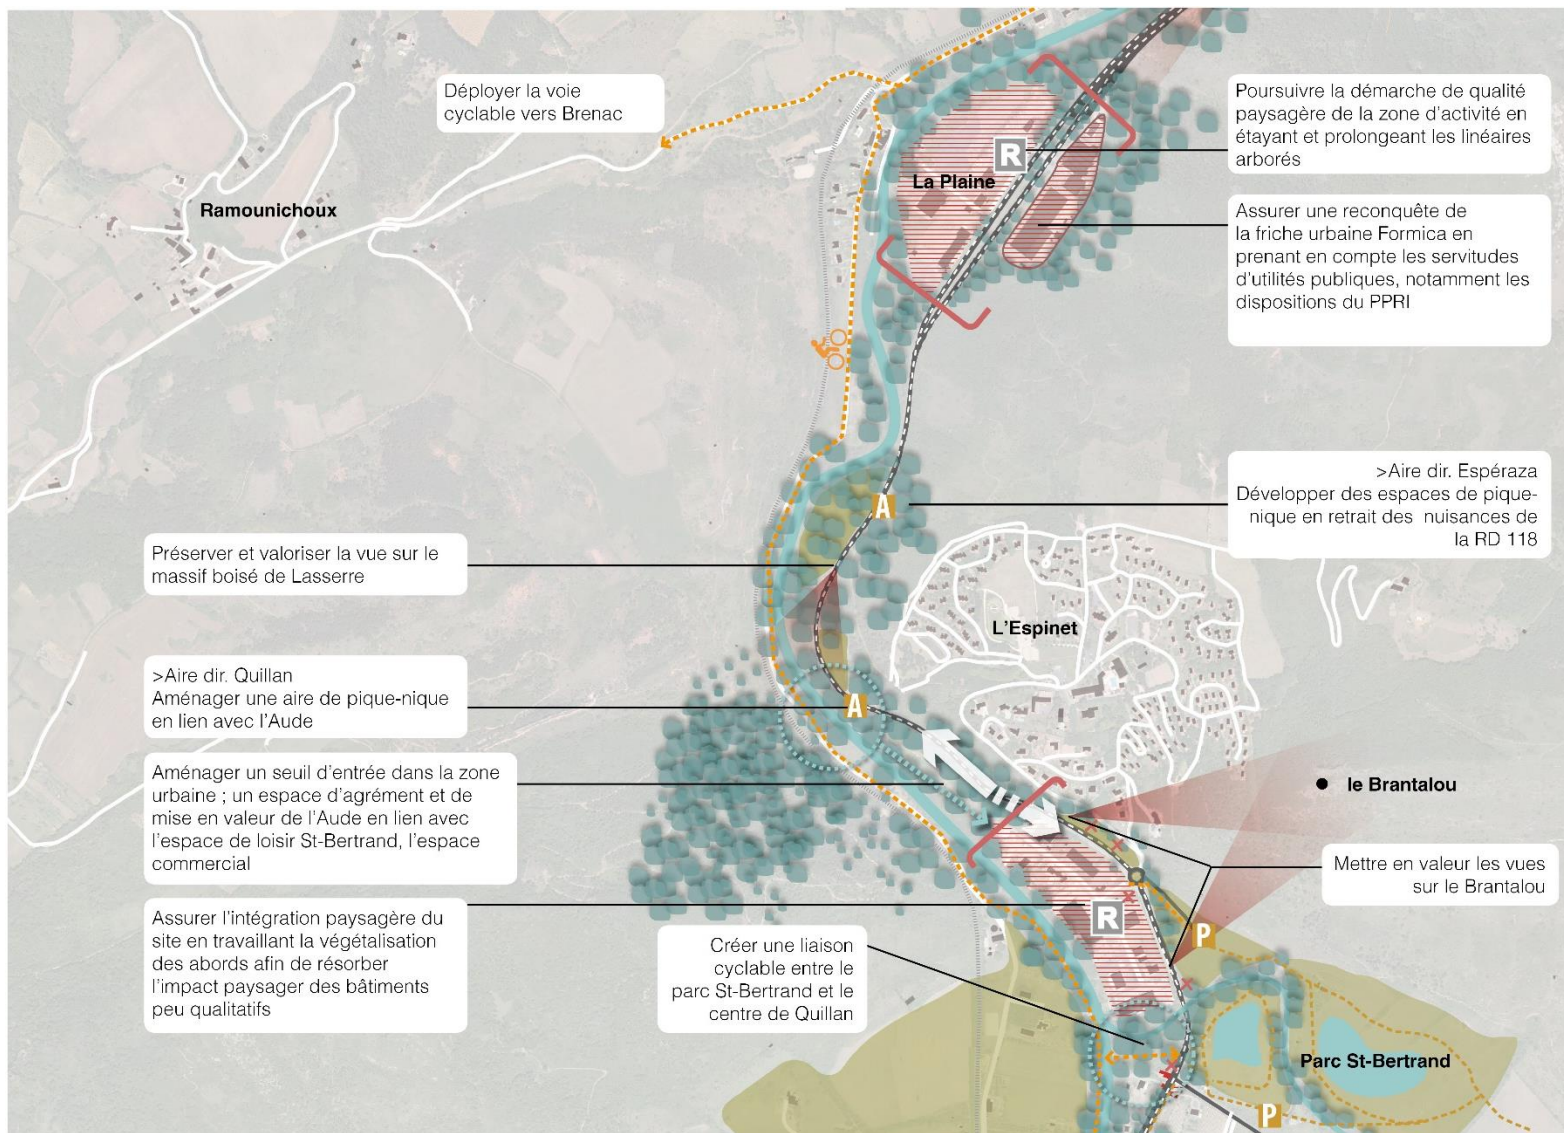 Déployer la voie
cyclable vers Brenac
Poursuivre la démarche de qualité
paysagère de la zone d'activité en
étayant et prolongeant les linéaires
arborés
R
La Plaine
Ramounichoux
Assurer une reconquête de
la friche urbaine Formica en
prenant en compte les servitudes
d'utilités publiques, notamment les
dispositions du PPRI
>Aire dir. Espéraza
Développer des espaces de pique-
nique en retrait des nuisances de
la RD 118
A
Préserver et valoriser la vue sur le
massif boisé de Lasserre
L'Espinet
>Aire dir. Quillan
Aménager une aire de pique-nique
en lien avec l'Aude
A
Aménager un seuil d'entrée dans la zone
urbaine ; un espace d'agrément et de
mise en valeur de l'Aude en lien avec
l'espace de loisir St-Bertrand, l'espace
commercial
le Brantalou
Mettre en valeur les vues
sur le Brantalou
Assurer l'intégration paysagère du
site en travaillant la végétalisation
des abords afin de résorber
l'impact paysager des bâtiments
peu qualitatifs
R
P
Créer une liaison
cyclable entre le
parc St-Bertrand et le
centre de Quillan
Parc St-Bertrand
P